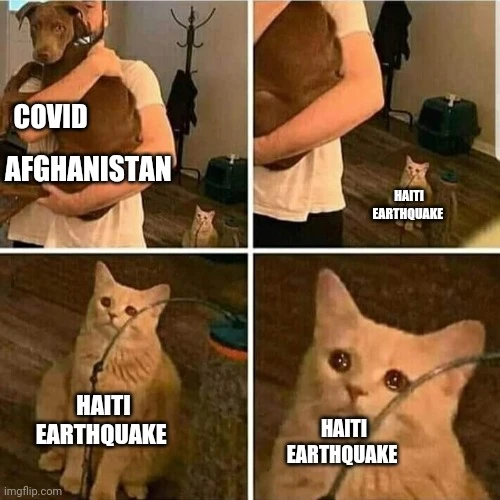 COVID
AFGHANISTAN
HAITI
EARTHQUAKE
HAITI
EARTHQUAKE
HAITI
EARTHQUAKE
imgflip.com